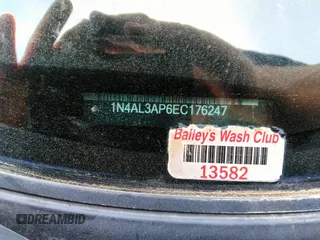 1N4AL3AP6EC176247
Bailey's Wash Club
13582
DREAMBID